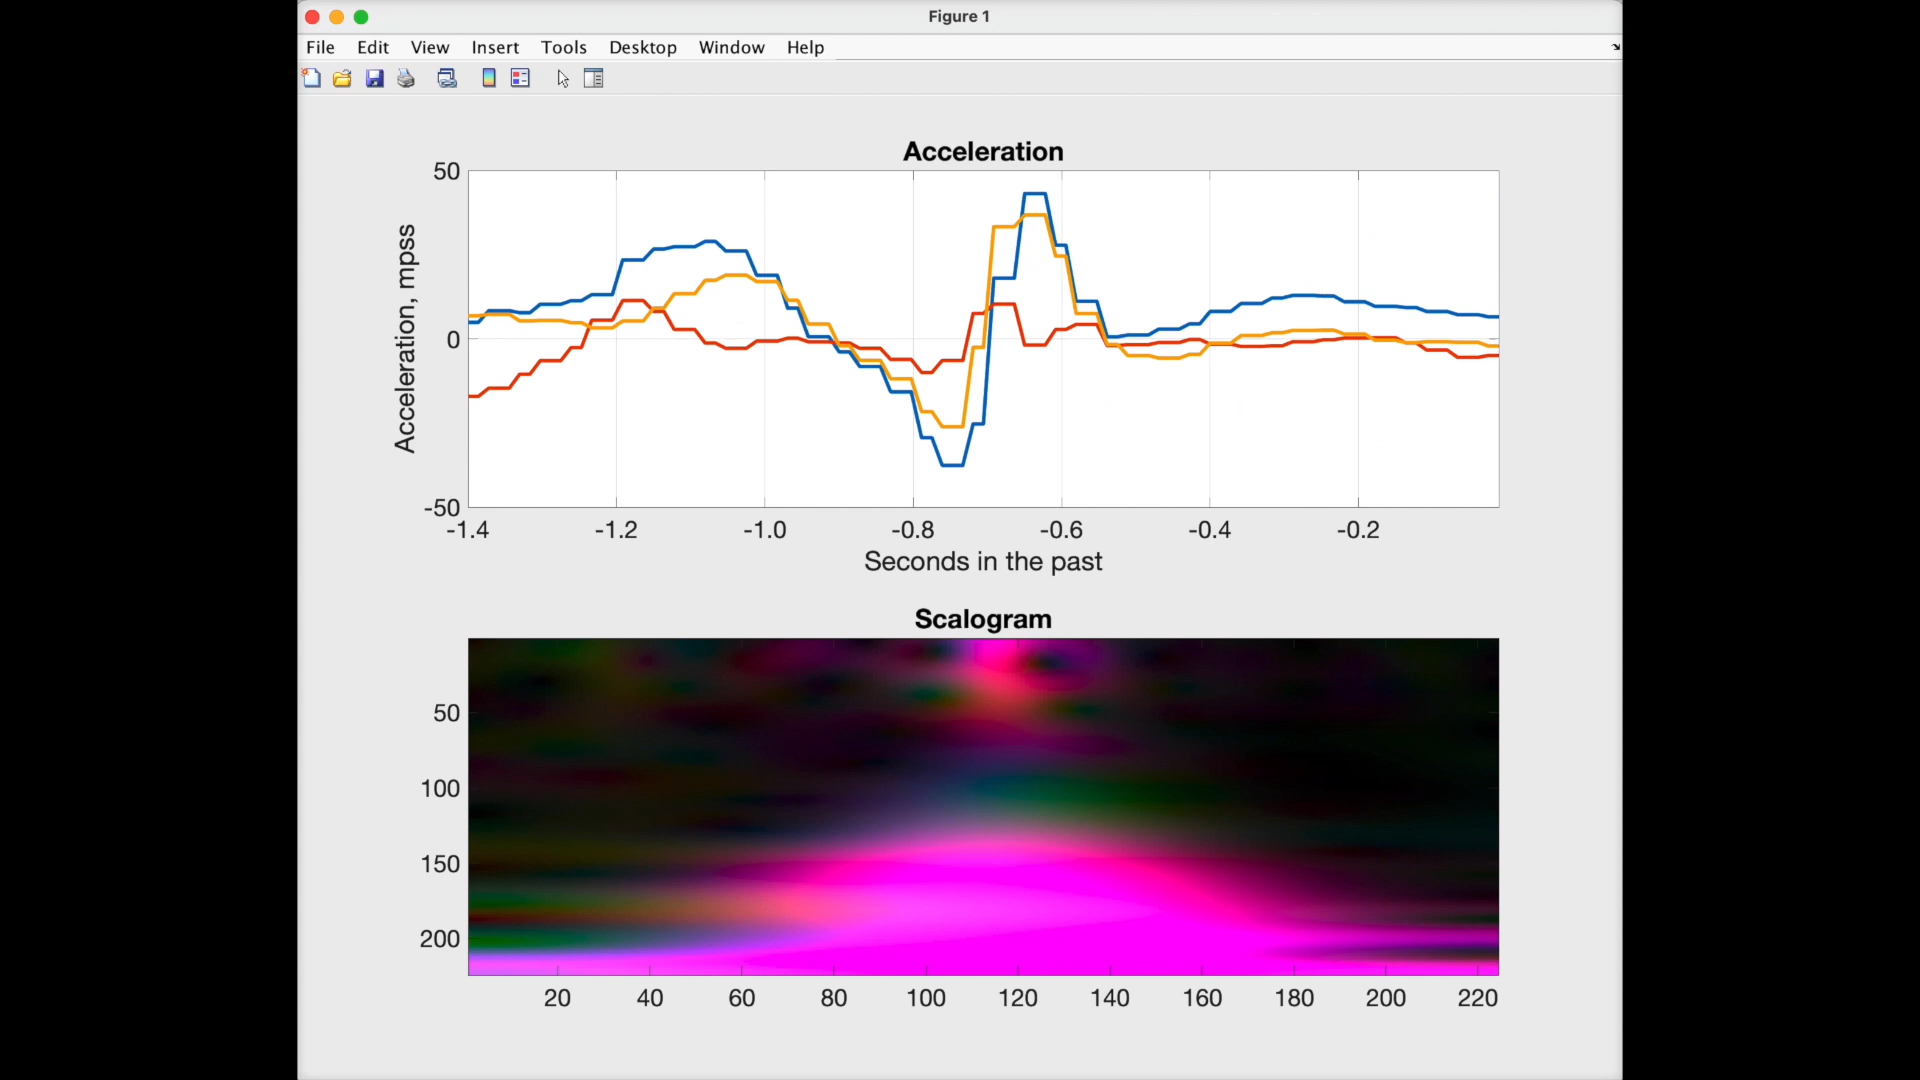 Figure 1
File Edit View Insert Tools Desktop Window Help
Acceleration
50
0
-50
Acceleration, mpss
-1.4 -1.2 -1.0 -0.8 -0.6 -0.4 -0.2
Seconds in the past
Scalogram
50
100
150
200
20 40 60 80 100 120 140 160 180 200 220